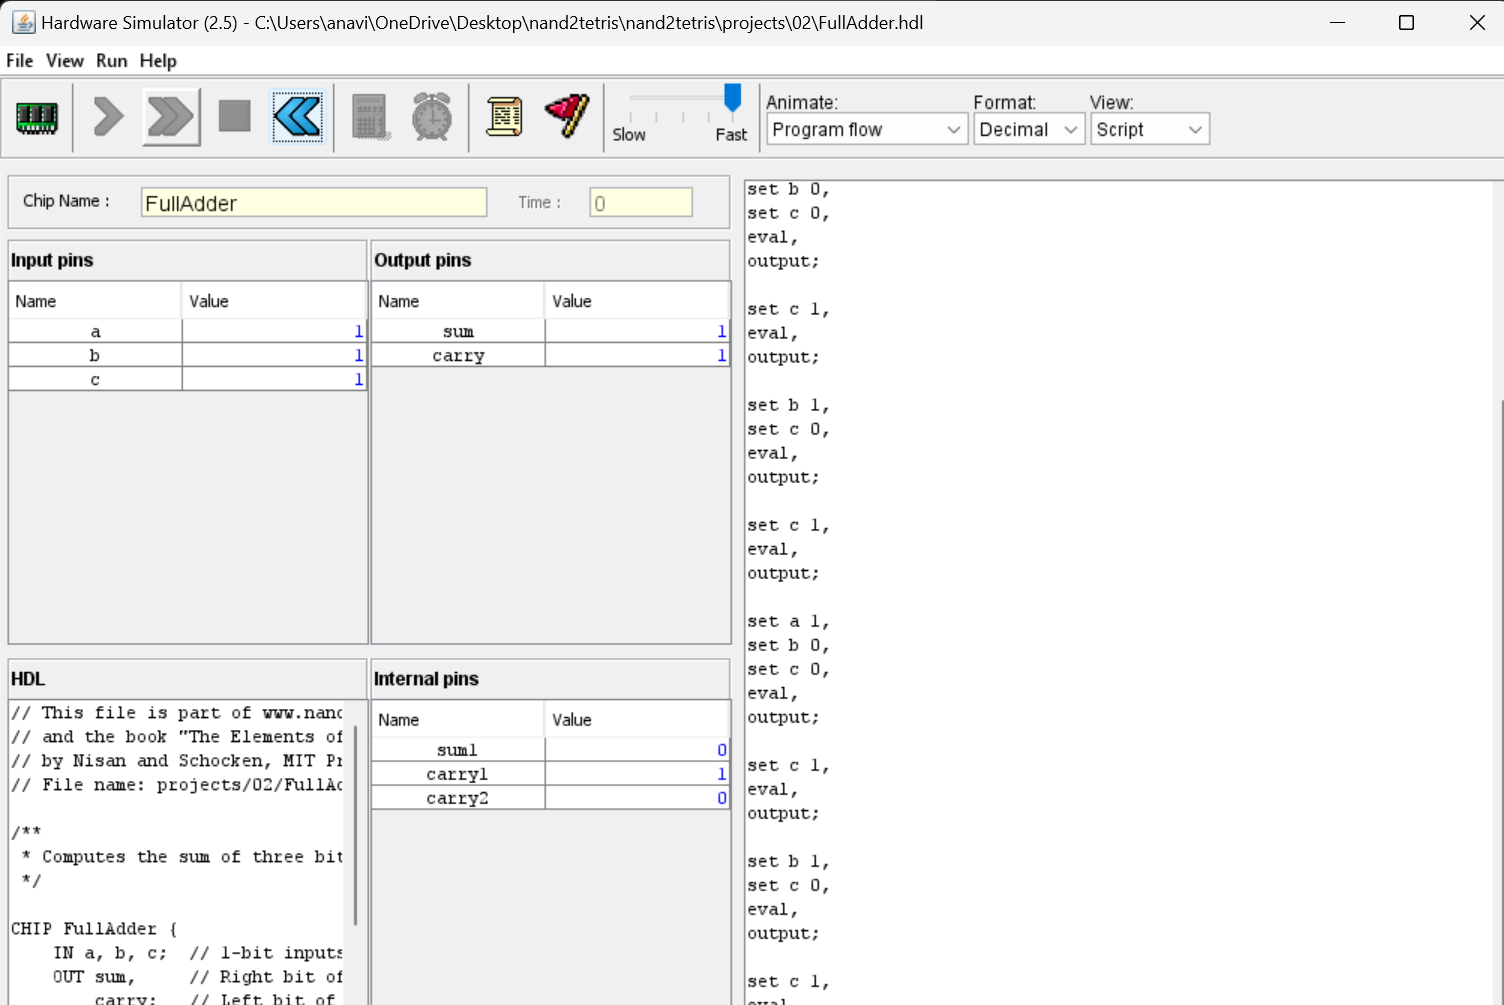 Hardware Simulator (2.5) - C:\Users\anavi\OneDrive\Desktop\nand2tetris\nand2tetris\projects\02\FullAdder.hdl
File View Run Help
Slow Fast
Animate: Format: View:
Program flow Decimal Script
Chip Name : FullAdder Time : 0
Input pins
Name Value
a 1
b 1
c 1
Output pins
Name Value
sum 1
carry 1
HDL
// This file is part of www.nand
// and the book "The Elements of
// by Nisan and Schocken, MIT Pr
// File name: projects/02/FullAd
/**
* Computes the sum of three bit
*/
CHIP FullAdder {
IN a, b, c; // 1-bit inputs
OUT sum, // Right bit of
carry; // Left bit of
Internal pins
Name Value
sum1 0
carry1 1
carry2 0
set b 0,
set c 0,
eval,
output;
set c 1,
eval,
output;
set b 1,
set c 0,
eval,
output;
set c 1,
eval,
output;
set a 1,
set b 0,
set c 0,
eval,
output;
set c 1,
eval,
output;
set b 1,
set c 0,
eval,
output;
set c 1,
eval,